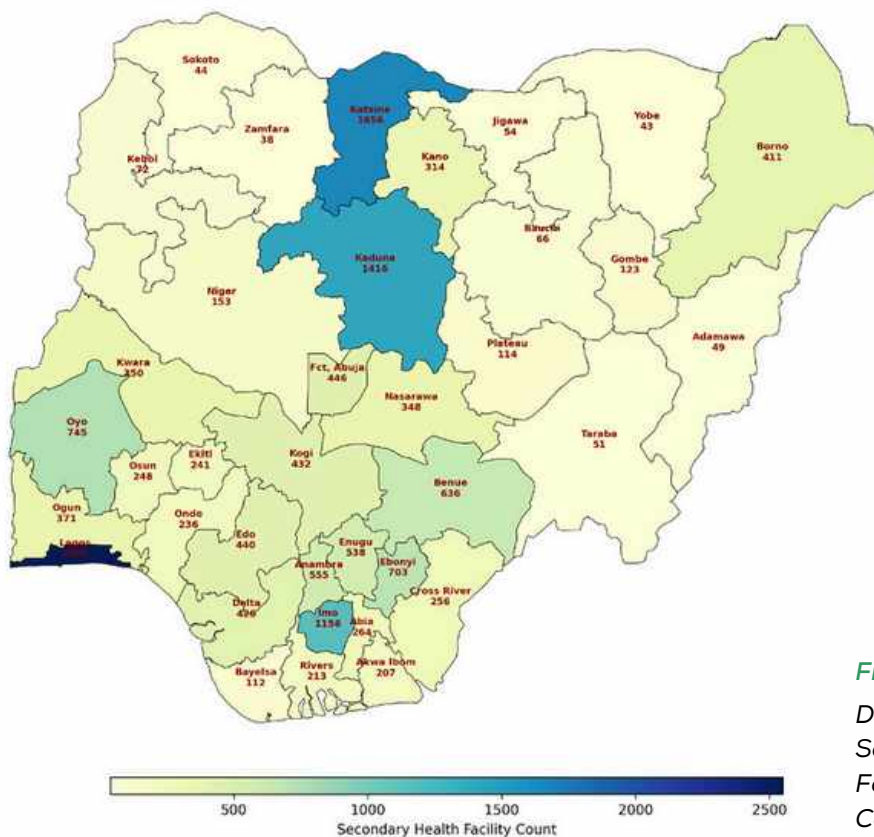 Sokoto
44
Katsina
1656
Zamfara
38
Kebbi
72
Jigawa
54
Yobe
43
Borno
411
Kano
314
Bauchi
66
Gombe
123
Kaduna
1416
Niger
153
Adamawa
49
Plateau
114
Kwara
350
Fct, Abuja
446
Nasarawa
348
Oyo
745
Taraba
51
Osun
248
Ekiti
241
Kogi
432
Benue
636
Ogun
371
Ondo
236
Lagos
Edo
440
Enugu
538
Anambra
555
Ebonyi
703
Cross River
256
Delta
Imo
1156
Abia
264
Bayelsa
112
Rivers
213
Akwa Ibom
207
500 1000 1500 2000 2500
Secondary Health Facility Count